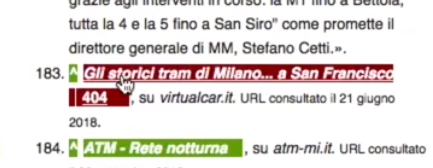 grazie agli interventi in corso: la M1 fino a Bettola,
tutta la 4 e la 5 fino a San Siro" come promette il
direttore generale di MM, Stefano Cetti.».
183. ^ Gli storici tram di Milano... a San Francisco
404 , su virtualcar.it. URL consultato il 21 giugno
2018.
184. ^ ATM - Rete notturna , su atm-mi.it. URL consultato